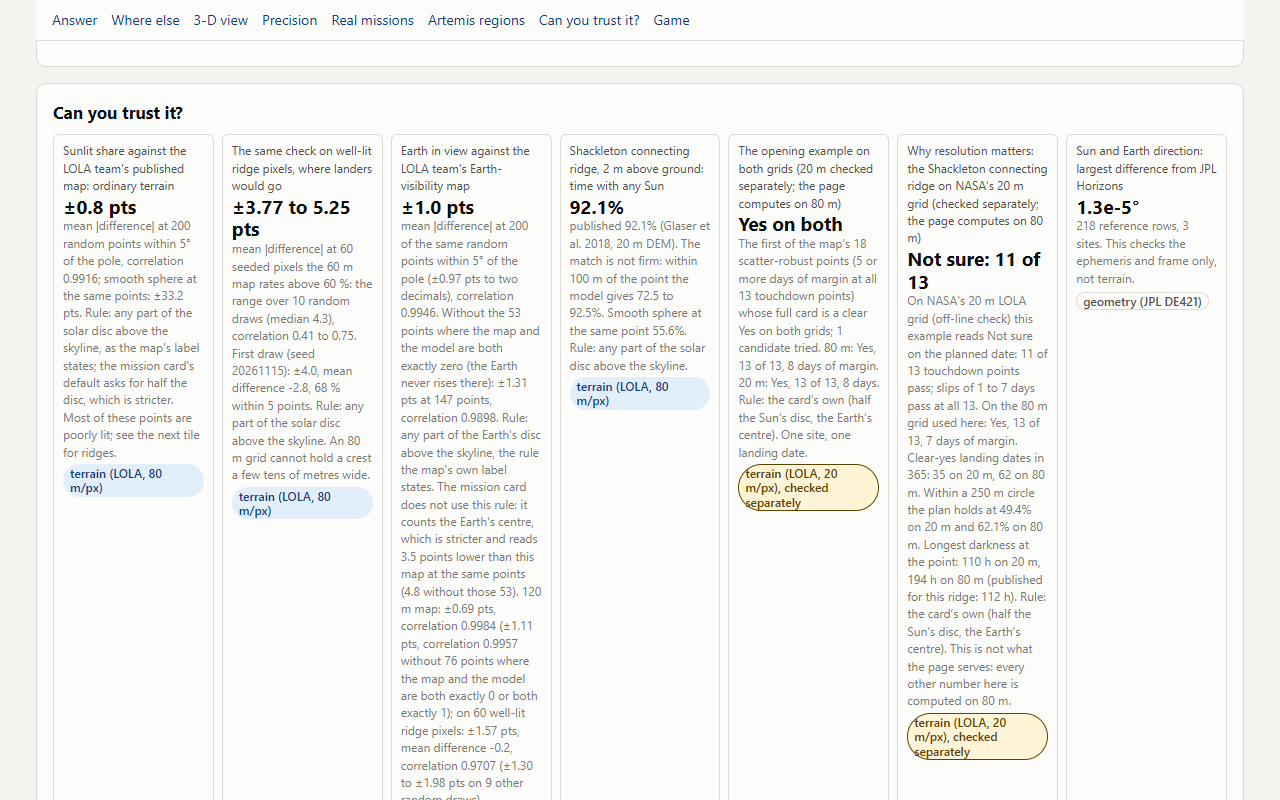 Answer Where else 3-D view Precision Real missions Artemis regions Can you trust it? Game
Can you trust it?
Sunlit share against the
LOLA team's published
map: ordinary terrain
±0.8 pts
mean |difference| at 200
random points within 5°
of the pole, correlation
0.9916; smooth sphere at
the same points: ±33.2
pts. Rule: any part of the
solar disc above the
skyline, as the map's label
states; the mission card's
default asks for half the
disc, which is stricter.
Most of these points are
poorly lit; see the next tile
for ridges.
terrain (LOLA, 80
m/px)
The same check on well-lit
ridge pixels, where landers
would go
±3.77 to 5.25
pts
mean |difference| at 60
seeded pixels the 60 m
map rates above 60 %: the
range over 10 random
draws (median 4.3),
correlation 0.41 to 0.75.
First draw (seed
20261115): ±4.0, mean
difference -2.8, 68 %
within 5 points. Rule: any
part of the solar disc
above the skyline. An 80
m grid cannot hold a crest
a few tens of metres wide.
terrain (LOLA, 80
m/px)
Earth in view against the
LOLA team's Earth-
visibility map
±1.0 pts
mean |difference| at 200
of the same random
points within 5° of the
pole (±0.97 pts to two
decimals), correlation
0.9946. Without the 53
points where the map and
the model are both
exactly zero (the Earth
never rises there): ±1.31
pts at 147 points,
correlation 0.9898. Rule:
any part of the Earth's disc
above the skyline, the rule
the map's own label
states. The mission card
does not use this rule: it
counts the Earth's centre,
which is stricter and reads
3.5 points lower than this
map at the same points
(4.8 without those 53). 120
m map: ±0.69 pts,
correlation 0.9984 (±1.11
pts, correlation 0.9957
without 76 points where
the map and the model
are both exactly 0 or both
exactly 1); on 60 well-lit
ridge pixels: ±1.57 pts,
mean difference -0.2,
correlation 0.9707 (±1.30
to ±1.98 pts on 9 other
random draws)
Shackleton connecting
ridge, 2 m above ground:
time with any Sun
92.1%
published 92.1% (Glaser et
al. 2018, 20 m DEM). The
match is not firm: within
100 m of the point the
model gives 72.5 to
92.5%. Smooth sphere at
the same point 55.6%.
Rule: any part of the solar
disc above the skyline.
terrain (LOLA, 80
m/px)
The opening example on
both grids (20 m checked
separately; the page
computes on 80 m)
Yes on both
The first of the map's 18
scatter-robust points (5 or
more days of margin at all
13 touchdown points)
whose full card is a clear
Yes on both grids; 1
candidate tried. 80 m: Yes,
13 of 13, 8 days of margin.
20 m: Yes, 13 of 13, 8 days.
Rule: the card's own (half
the Sun's disc, the Earth's
centre). One site, one
landing date.
terrain (LOLA, 20
m/px), checked
separately
Why resolution matters:
the Shackleton connecting
ridge on NASA's 20 m
grid (checked separately;
the page computes on 80
m)
Not sure: 11 of
13
On NASA's 20 m LOLA
grid (off-line check) this
example reads Not sure
on the planned date: 11 of
13 touchdown points
pass; slips of 1 to 7 days
pass at all 13. On the 80 m
grid used here: Yes, 13 of
13, 7 days of margin.
Clear-yes landing dates in
365: 35 on 20 m, 62 on 80
m. Within a 250 m circle
the plan holds at 49.4%
on 20 m and 62.1% on 80
m. Longest darkness at
the point: 110 h on 20 m,
194 h on 80 m (published
for this ridge: 112 h). Rule:
the card's own (half the
Sun's disc, the Earth's
centre). This is not what
the page serves: every
other number here is
computed on 80 m.
terrain (LOLA, 20
m/px), checked
separately
Sun and Earth direction:
largest difference from JPL
Horizons
1.3e-5°
218 reference rows, 3
sites. This checks the
ephemeris and frame only,
not terrain.
geometry (JPL DE421)